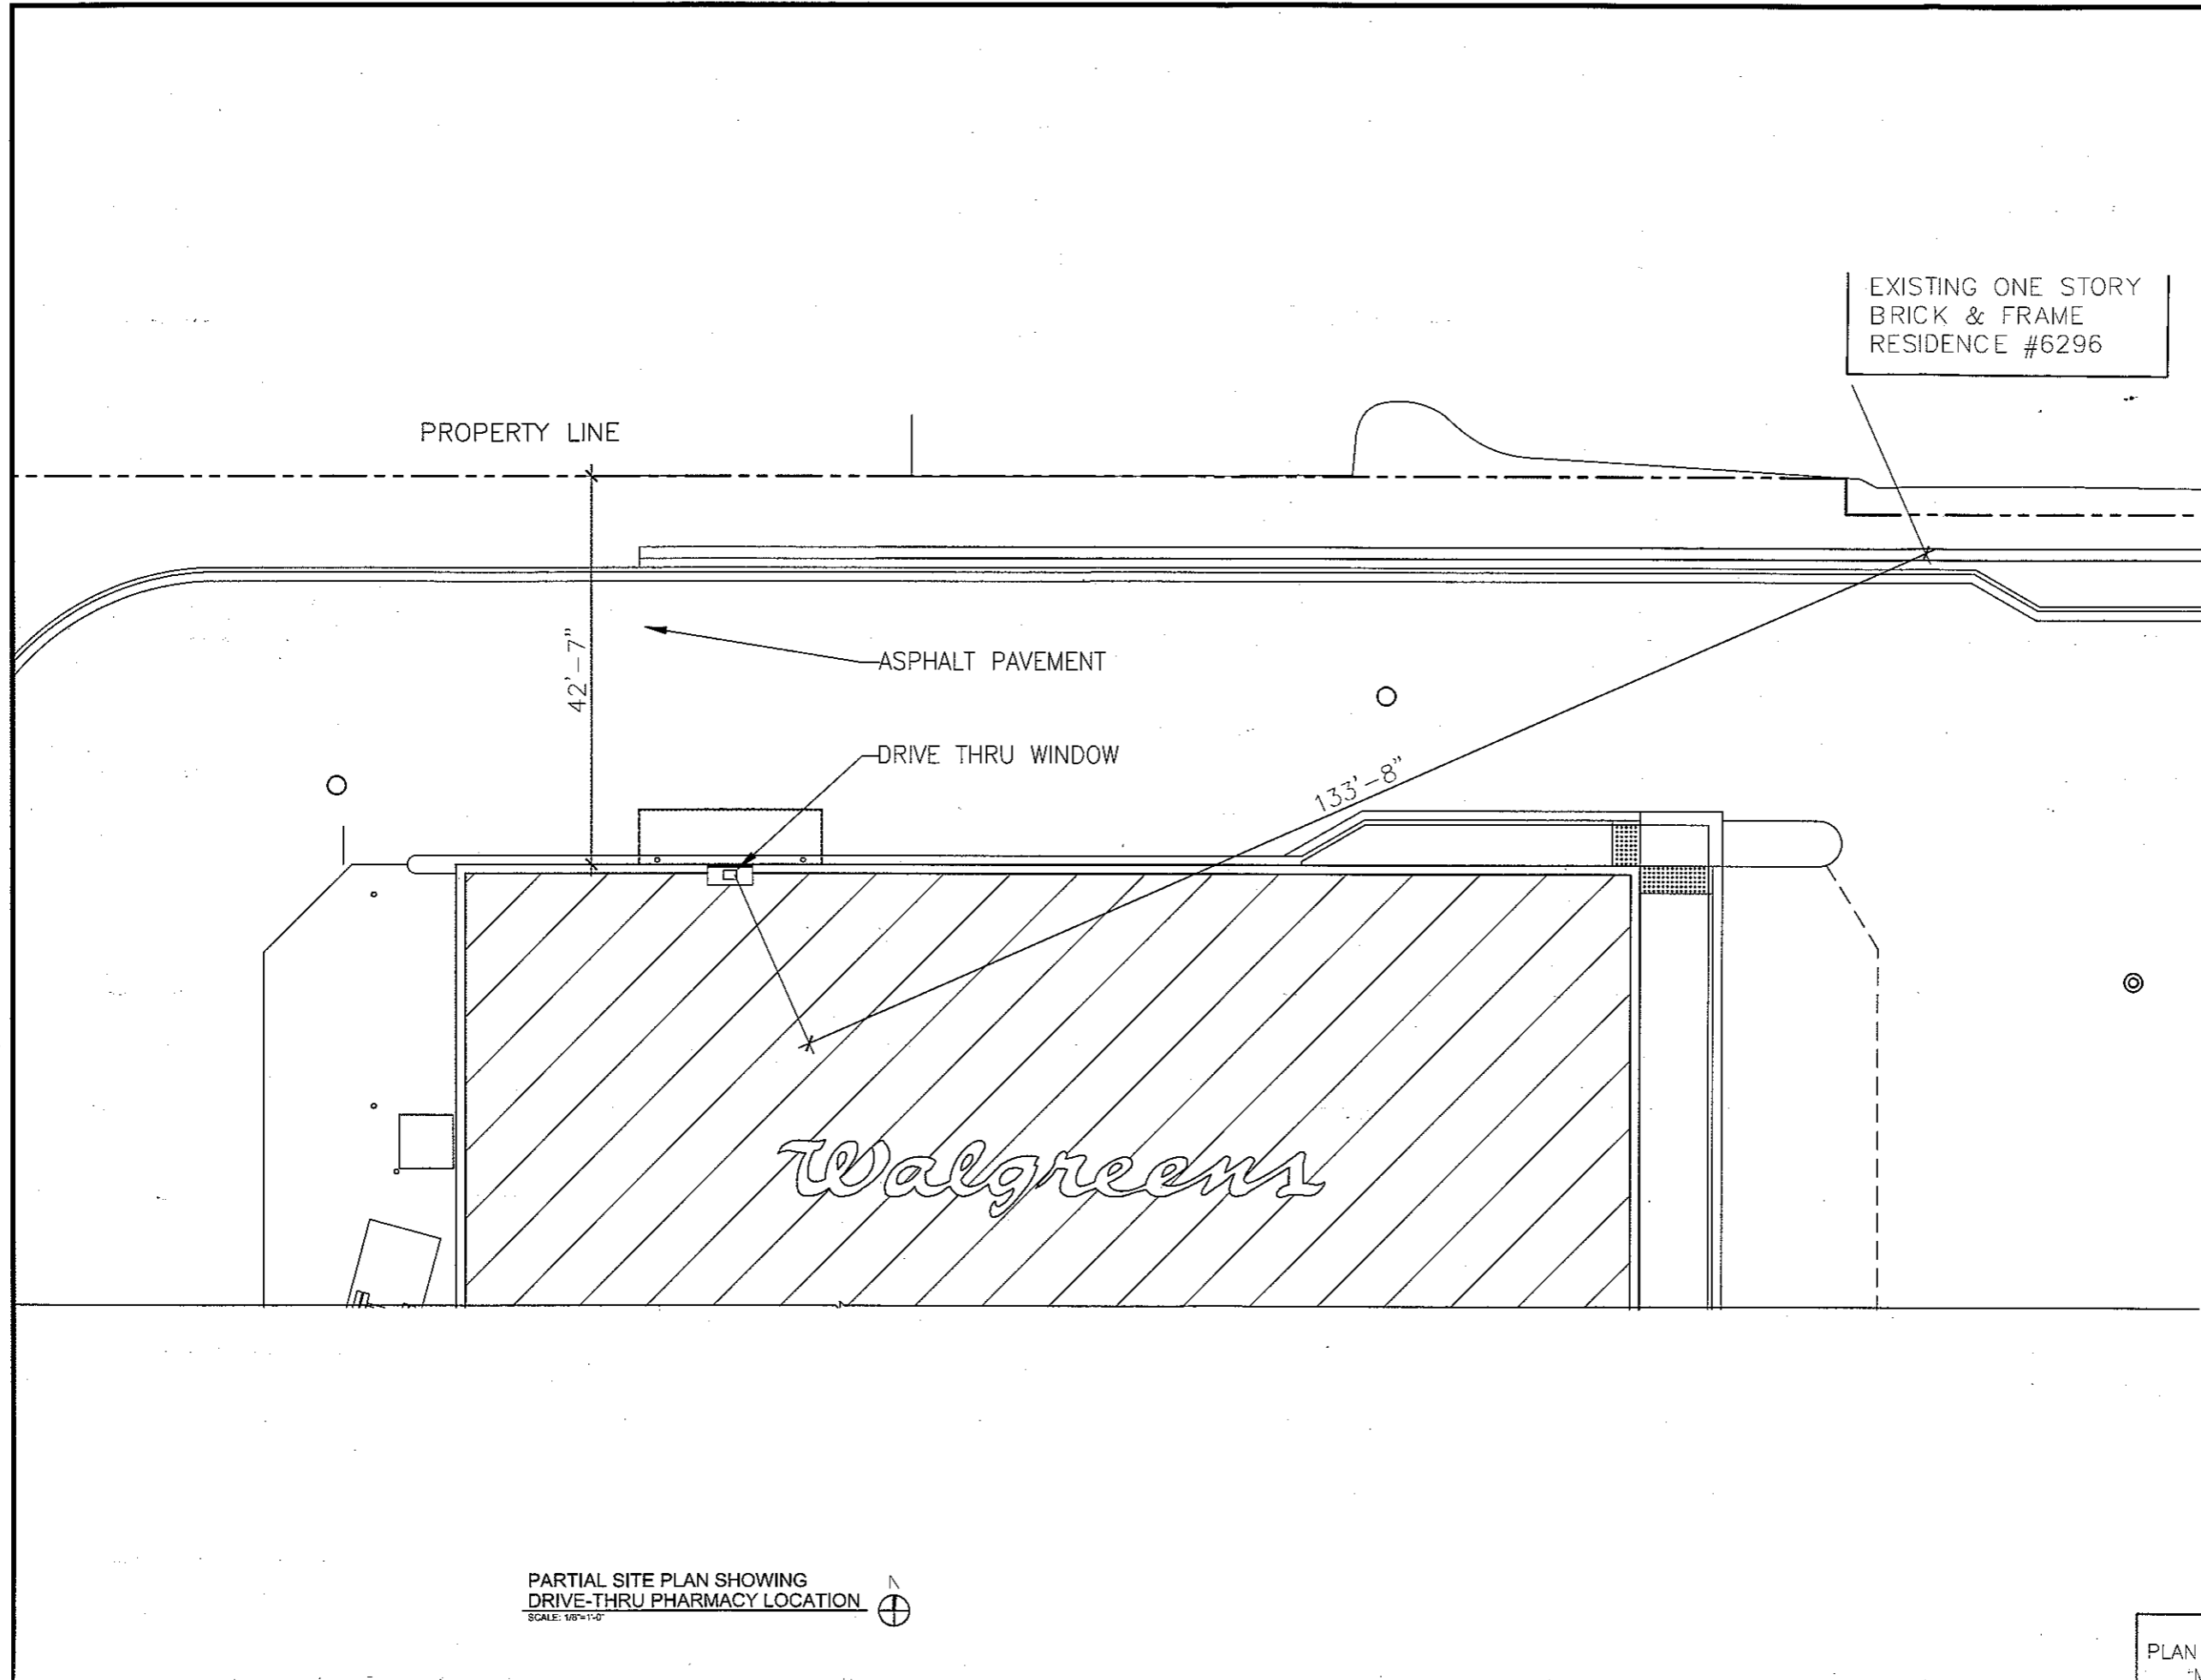 EXISTING ONE STORY
BRICK & FRAME
RESIDENCE #6296
PROPERTY LINE
42'-7"
ASPHALT PAVEMENT
DRIVE THRU WINDOW
133'-8"
Walgreens
PARTIAL SITE PLAN SHOWING
DRIVE-THRU PHARMACY LOCATION
SCALE: 1/8"=1'-0"
N
PLAN